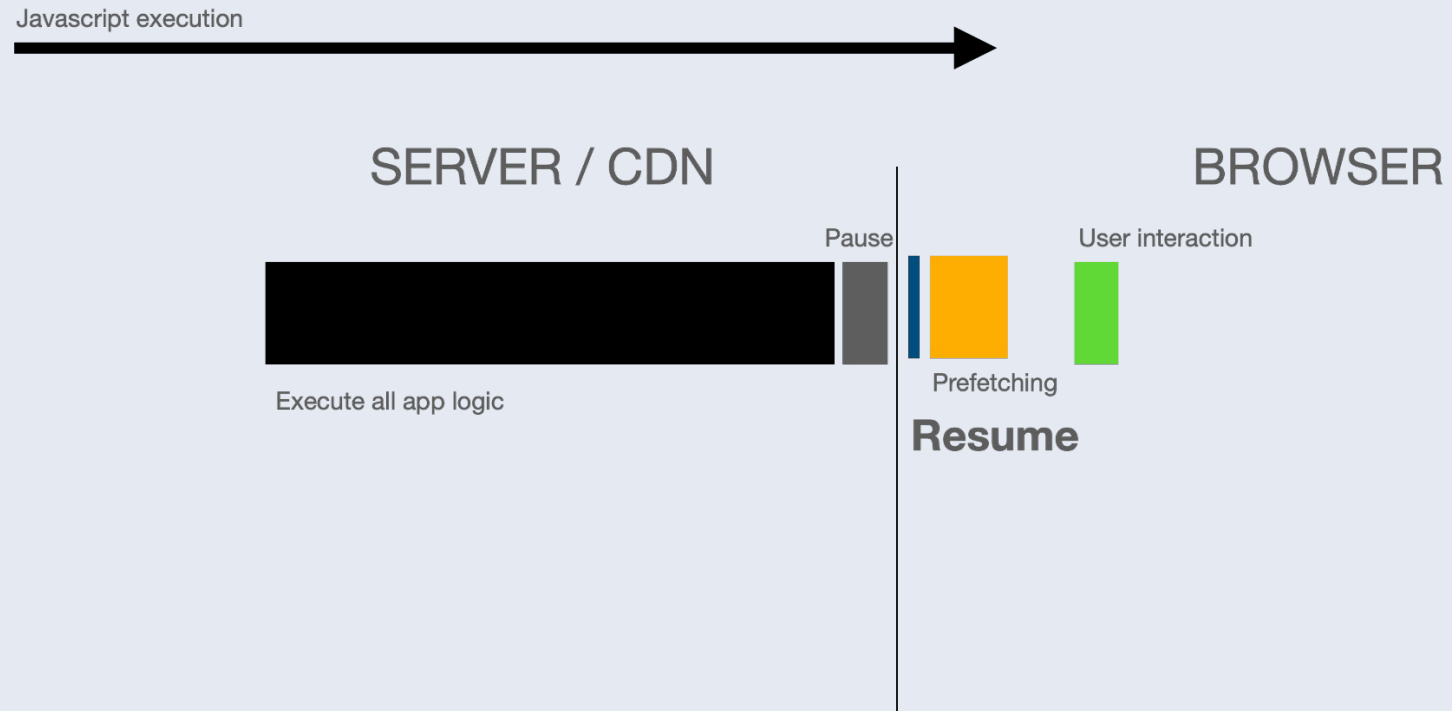 Javascript execution
SERVER / CDN
BROWSER
Pause
User interaction
Prefetching
Execute all app logic
Resume